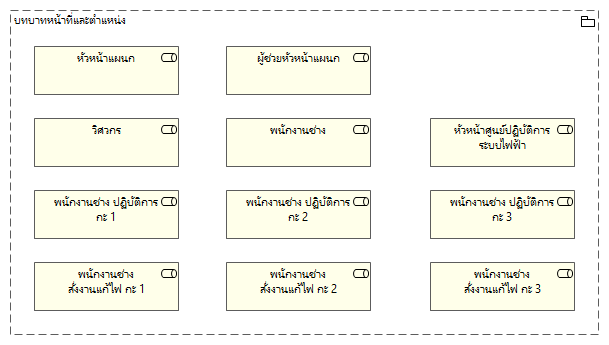 บทบาทหน้าที่และตำแหน่ง
หัวหน้าแผนก
ผู้ช่วยหัวหน้าแผนก
วิศวกร
พนักงานช่าง
หัวหน้าศูนย์ปฏิบัติการ
ระบบไฟฟ้า
พนักงานช่าง ปฏิบัติการ
กะ 1
พนักงานช่าง ปฏิบัติการ
กะ 2
พนักงานช่าง ปฏิบัติการ
กะ 3
พนักงานช่าง
สั่งงานแก้ไฟ กะ 1
พนักงานช่าง
สั่งงานแก้ไฟ กะ 2
พนักงานช่าง
สั่งงานแก้ไฟ กะ 3